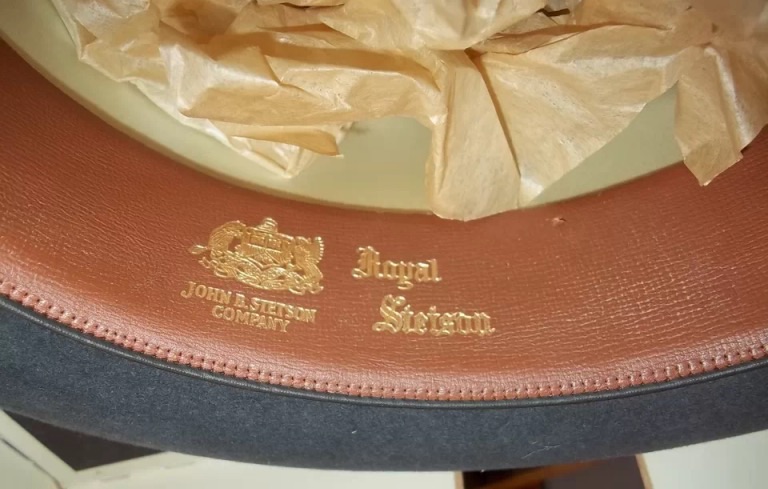 JOHN B. STETSON
COMPANY
Royal
Stetson